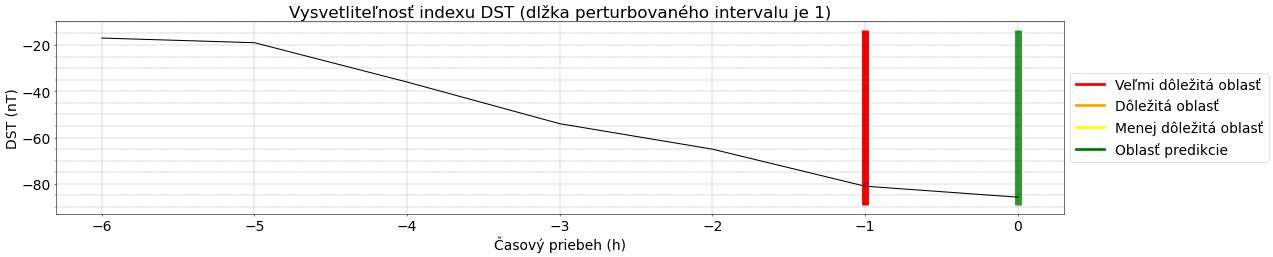 Vysvetliteľnosť indexu DST (dĺžka perturbovaného intervalu je 1)
DST (nT)
−20
−40
−60
−80
−6 −5 −4 −3 −2 −1 0
Časový priebeh (h)
Veľmi dôležitá oblasť
Dôležitá oblasť
Menej dôležitá oblasť
Oblasť predikcie